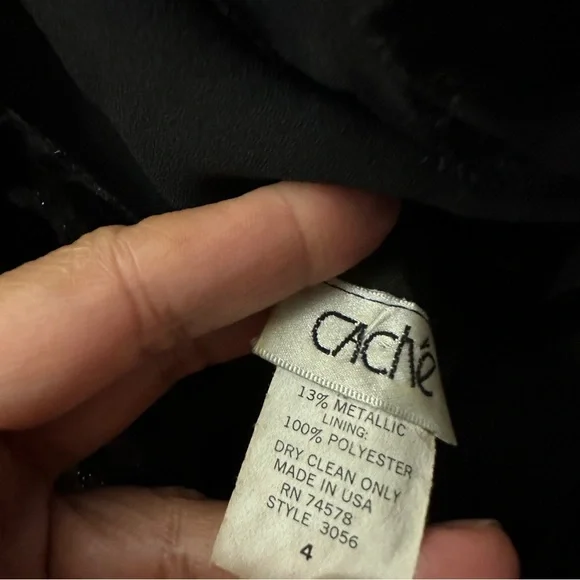 caché
13% METALLIC
LINING:
100% POLYESTER
DRY CLEAN ONLY
MADE IN USA
RN 74578
STYLE 3056
4